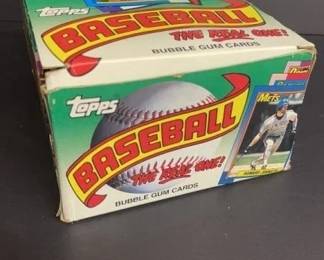 TOPPS
BASEBALL
THE REAL ONE!
BUBBLE GUM CARDS
TOPPS
BASEBALL
THE REAL ONE!
BUBBLE GUM CARDS
METS